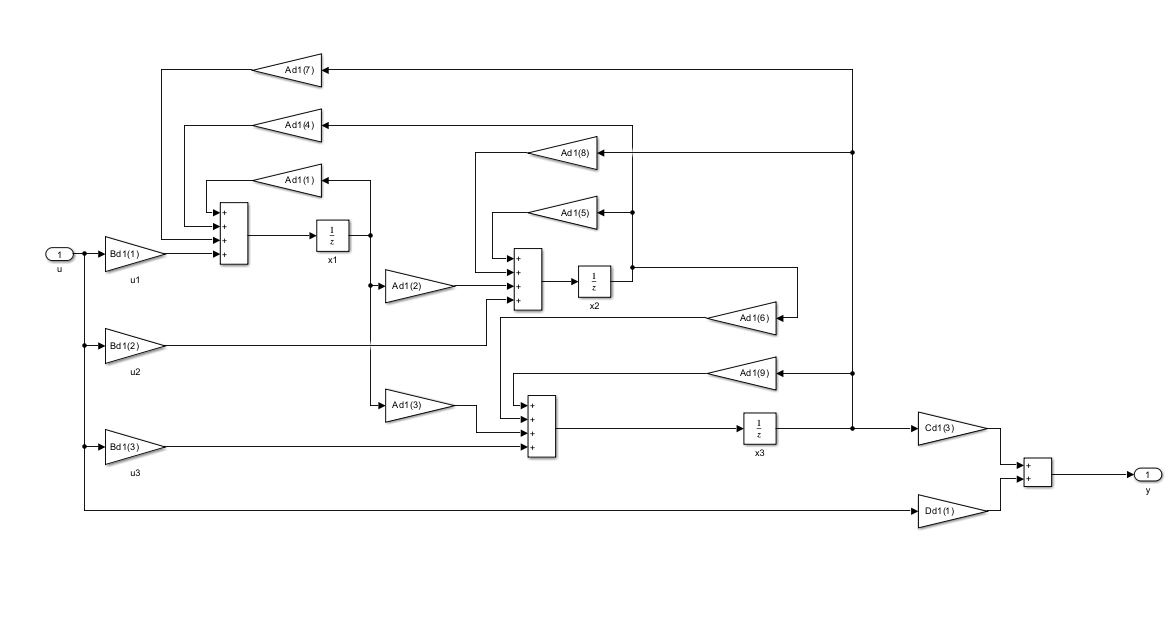 Ad1(7)
Ad1(4)
Ad1(8)
Ad1(1)
Ad1(5)
+
+
+
+
1
z
x1
1
u
Bd1(1)
u1
Ad1(2)
+
+
+
+
1
z
x2
Ad1(6)
Bd1(2)
u2
Ad1(9)
Ad1(3)
+
+
+
+
1
z
x3
Cd1(3)
Bd1(3)
u3
+
+
1
y
Dd1(1)